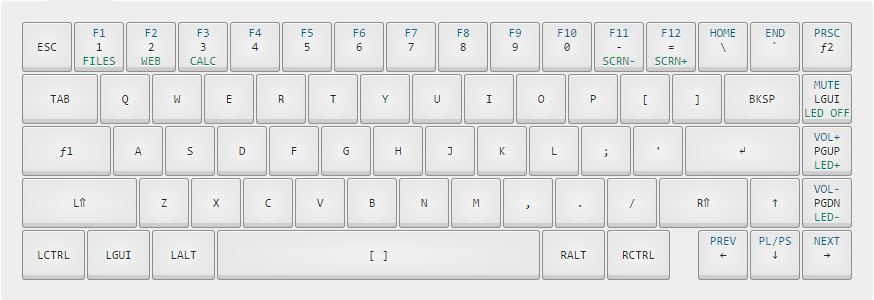 ESC F1 F2 F3 F4 F5 F6 F7 F8 F9 F10 F11 F12 HOME END PRSC
1 2 3 4 5 6 7 8 9 0 - = \ ` ƒ2
FILES WEB CALC SCRN- SCRN+
TAB Q W E R T Y U I O P [ ] BKSP MUTE
LGUI
LED OFF
ƒ1 A S D F G H J K L ; ' ↲ VOL+
PGUP
LED+
L⇑ Z X C V B N M , . / R⇑ ↑ VOL-
PGDN
LED-
LCTRL LGUI LALT [ ] RALT RCTRL PREV PL/PS NEXT
← ↓ →